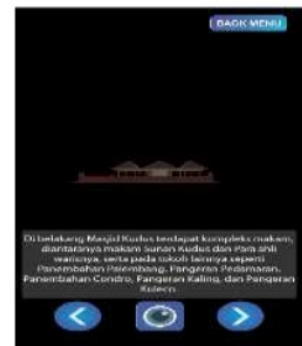 BACK MENU
Di belakang Masjid Kudus terdapat kompleks makam,
diantaranya makam Sunan Kudus dan Para ahli
warisnya, serta pada tokoh lainnya seperti
Panembahan Palembang, Pangeran Pedamaran,
Panembahan Condro, Pangeran Kaling, dan Pangeran
Kuleco.